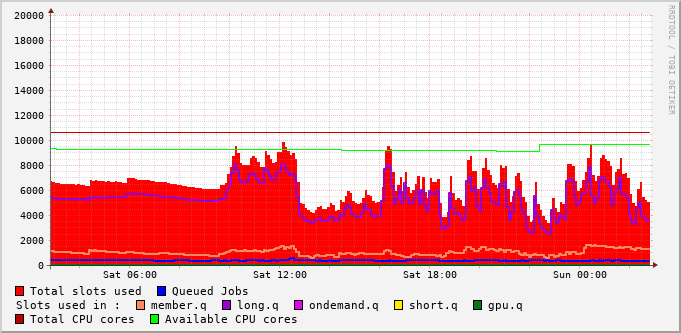 RRDTOOL / TOBI OETIKER
20000
18000
16000
14000
12000
10000
8000
6000
4000
2000
0
Sat 06:00 Sat 12:00 Sat 18:00 Sun 00:00
Total slots used Queued Jobs
Slots used in : member.q long.q ondemand.q short.q gpu.q
Total CPU cores Available CPU cores